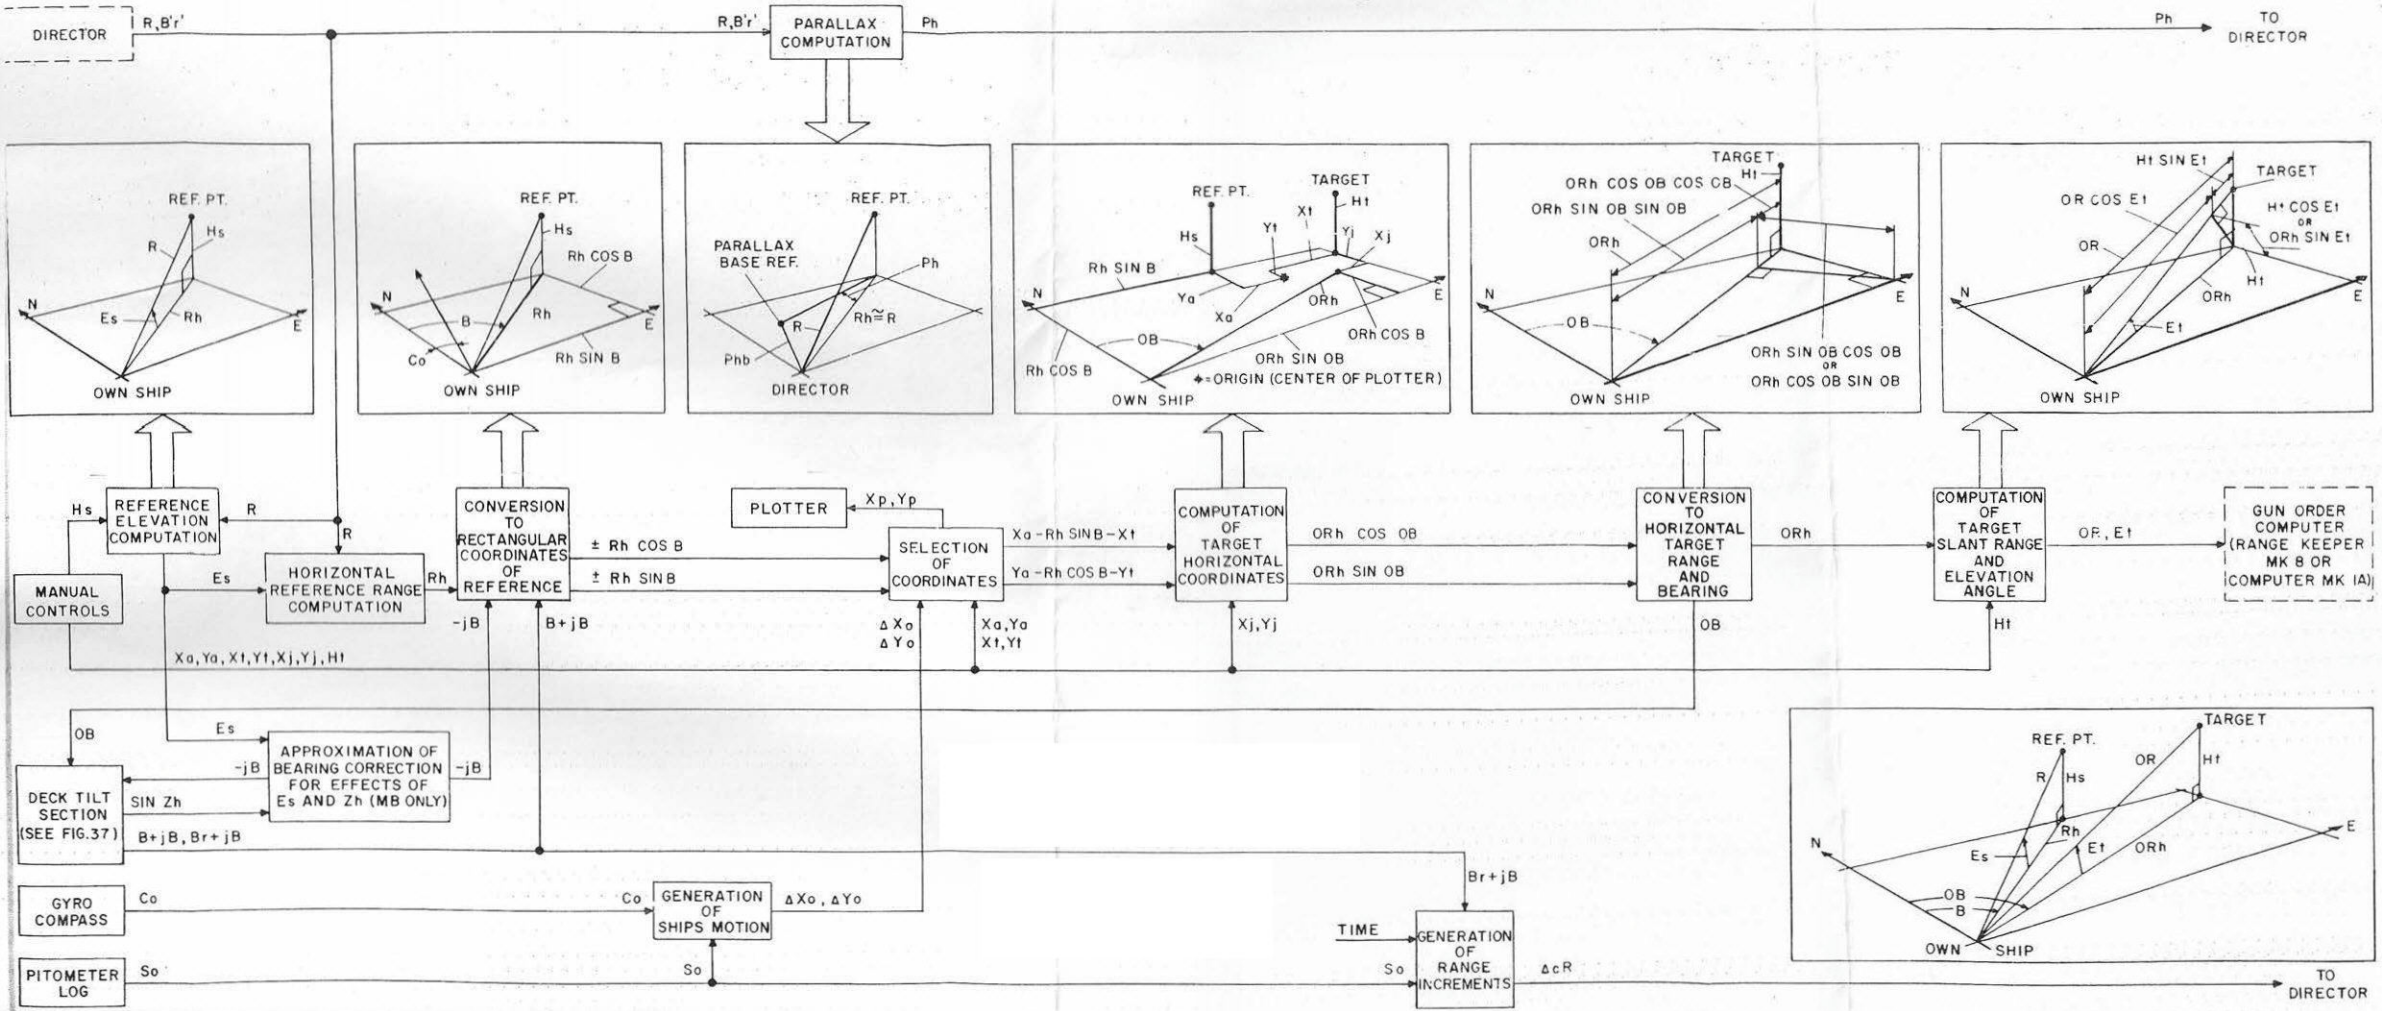 DIRECTOR
R,B'r'
R,B'r'
PARALLAX
COMPUTATION
Ph
Ph
TO
DIRECTOR
REF. PT.
R
Hs
N
Es
Rh
E
OWN SHIP
REF. PT.
Hs
Rh COS B
N
B
Rh
E
Co
Rh SIN B
OWN SHIP
REF. PT.
PARALLAX
BASE REF.
Ph
R
Rh≅R
Phb
DIRECTOR
REF. PT.
TARGET
Ht
Xt
Hs
Yt
Yj
Xj
Rh SIN B
N
Ya
Xa
ORh
E
OB
ORh COS B
Rh COS B
ORh SIN OB
=ORIGIN (CENTER OF PLOTTER)
OWN SHIP
TARGET
Ht
ORh COS OB COS OB
ORh SIN OB SIN OB
ORh
N
E
OB
ORh SIN OB COS OB
OR
ORh COS OB SIN OB
OWN SHIP
Ht SIN Et
TARGET
OR COS Et
Ht COS Et
OR
ORh SIN Et
OR
Ht
N
ORh
E
Et
OWN SHIP
Hs
REFERENCE
ELEVATION
COMPUTATION
R
R
MANUAL
CONTROLS
Es
HORIZONTAL
REFERENCE RANGE
COMPUTATION
Rh
CONVERSION
TO
RECTANGULAR
COORDINATES
OF
REFERENCE
-jB
B+jB
± Rh COS B
± Rh SIN B
PLOTTER
Xp,Yp
SELECTION
OF
COORDINATES
ΔXo
ΔYo
Xa,Ya
Xt,Yt
Xa-Rh SIN B-Xt
Ya-Rh COS B-Yt
COMPUTATION
OF
TARGET
HORIZONTAL
COORDINATES
Xj,Yj
ORh COS OB
ORh SIN OB
CONVERSION
TO
HORIZONTAL
TARGET
RANGE
AND
BEARING
OB
ORh
COMPUTATION
OF
TARGET
SLANT RANGE
AND
ELEVATION
ANGLE
Ht
OR, Et
GUN ORDER
COMPUTER
(RANGE KEEPER
MK 8 OR
COMPUTER MK 1A)
Xa,Ya,Xt,Yt,Xj,Yj,Ht
OB
Es
APPROXIMATION OF
BEARING CORRECTION
FOR EFFECTS OF
Es AND Zh (MB ONLY)
-jB
-jB
SIN Zh
DECK TILT
SECTION
(SEE FIG.37)
B+jB, Br+jB
GYRO
COMPASS
Co
Co
GENERATION
OF
SHIPS MOTION
ΔXo, ΔYo
PITOMETER
LOG
So
So
Br+jB
TIME
So
GENERATION
OF
RANGE
INCREMENTS
ΔcR
TO
DIRECTOR
TARGET
REF. PT.
OR
R
Hs
Ht
N
Rh
E
Es
Et
ORh
OB
B
OWN SHIP